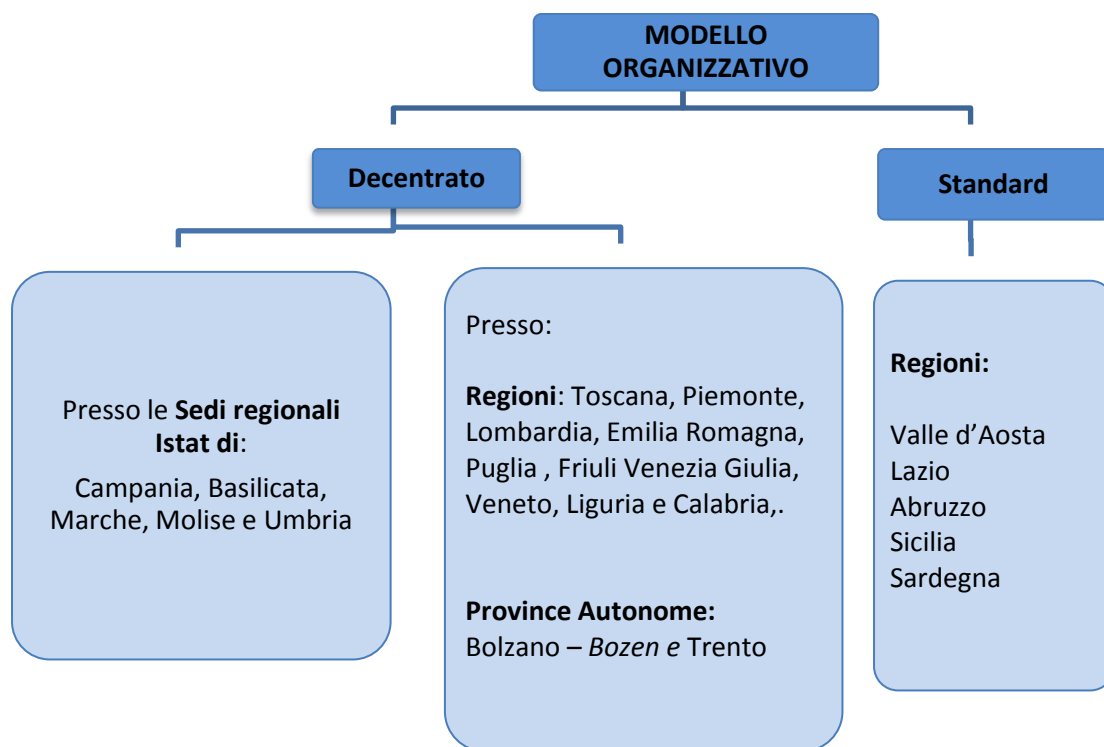 MODELLO
ORGANIZZATIVO
Decentrato
Standard
Presso le Sedi regionali
Istat di:
Campania, Basilicata,
Marche, Molise e Umbria
Presso:
Regioni: Toscana, Piemonte,
Lombardia, Emilia Romagna,
Puglia , Friuli Venezia Giulia,
Veneto, Liguria e Calabria,.
Province Autonome:
Bolzano – Bozen e Trento
Regioni:
Valle d’Aosta
Lazio
Abruzzo
Sicilia
Sardegna